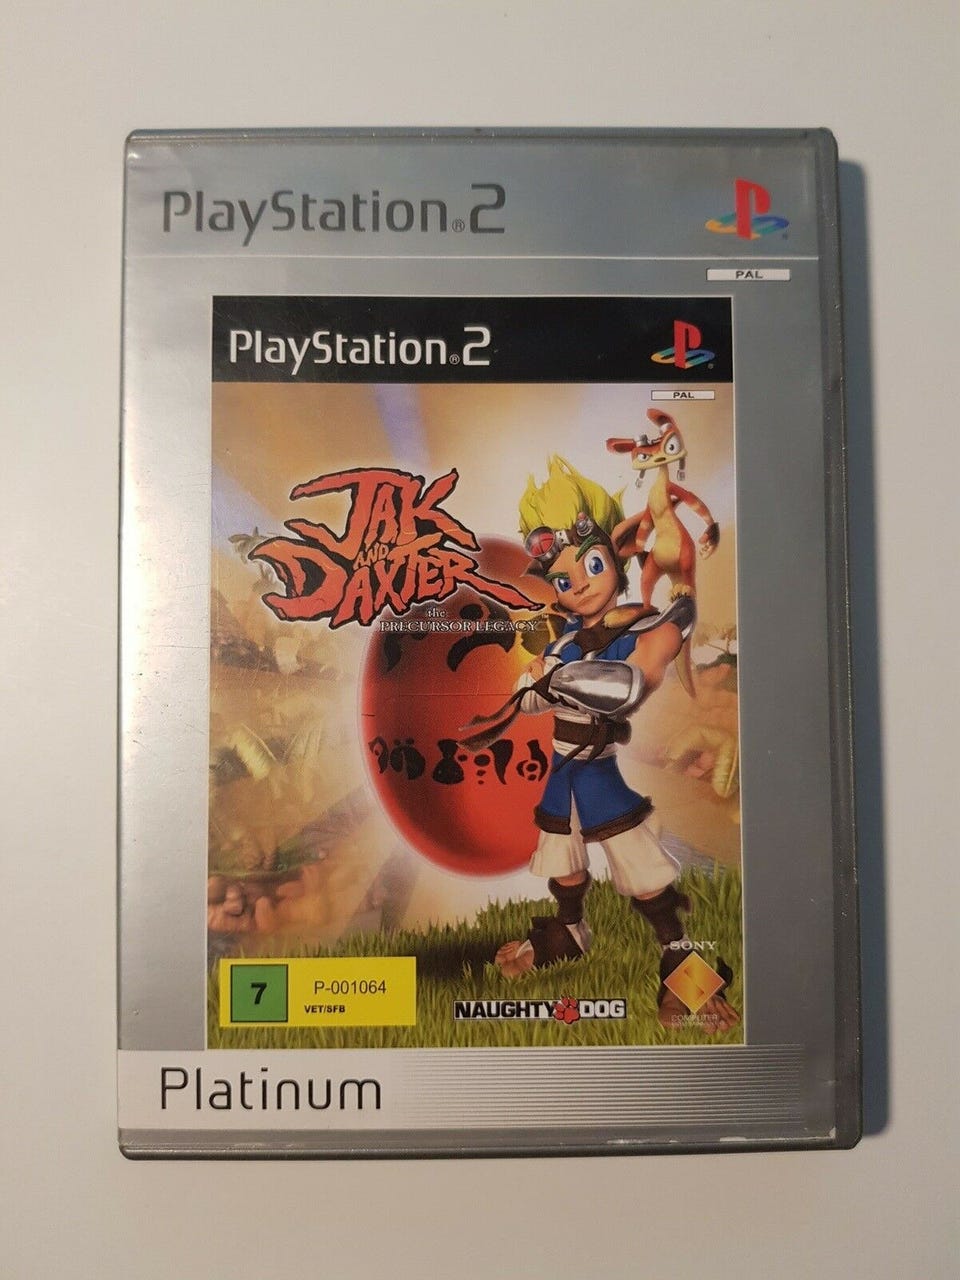 PlayStation®2
PAL
PlayStation®2
PAL
JAK
AND
DAXTER
the
PRECURSOR LEGACY
7
P-001064
VET/SFB
NAUGHTY DOG
SONY
COMPUTER
Platinum